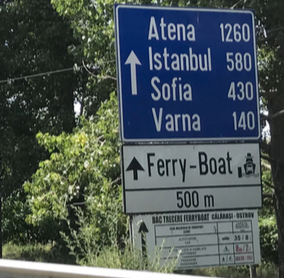 Atena 1260
Istanbul 580
Sofia 430
Varna 140
Ferry-Boat
500 m
BAC TRECERE FERRYBOAT CĂLĂRAȘI - OSTROV